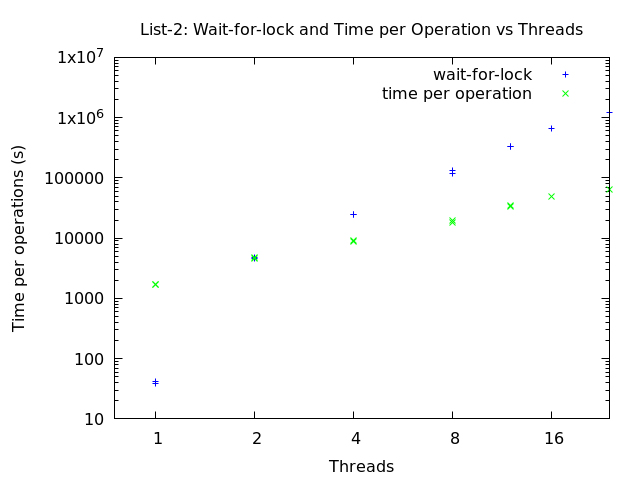 List-2: Wait-for-lock and Time per Operation vs Threads
1x10^7
wait-for-lock
time per operation
1x10^6
100000
10000
1000
100
10
Time per operations (s)
1 2 4 8 16
Threads